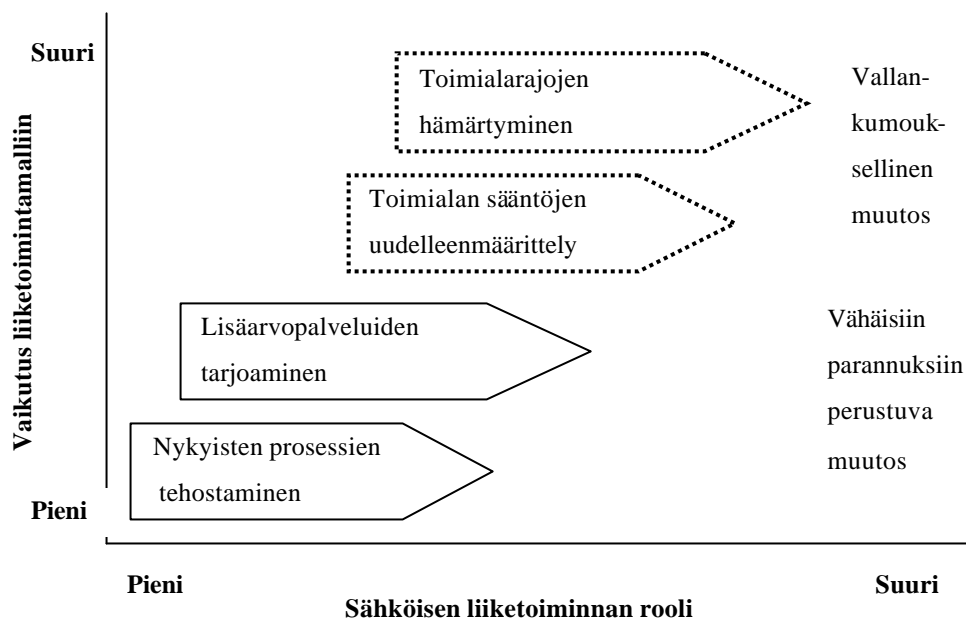 Suuri
Toimialarajojen
hämärtyminen
Vallan-
kumouk-
sellinen
muutos
Toimialan sääntöjen
uudelleenmäärittely
Vaikutus liiketoimintamalliin
Lisäarvopalveluiden
tarjoaminen
Vähäisiin
parannuksiin
perustuva
muutos
Nykyisten prosessien
tehostaminen
Pieni
Pieni
Suuri
Sähköisen liiketoiminnan rooli